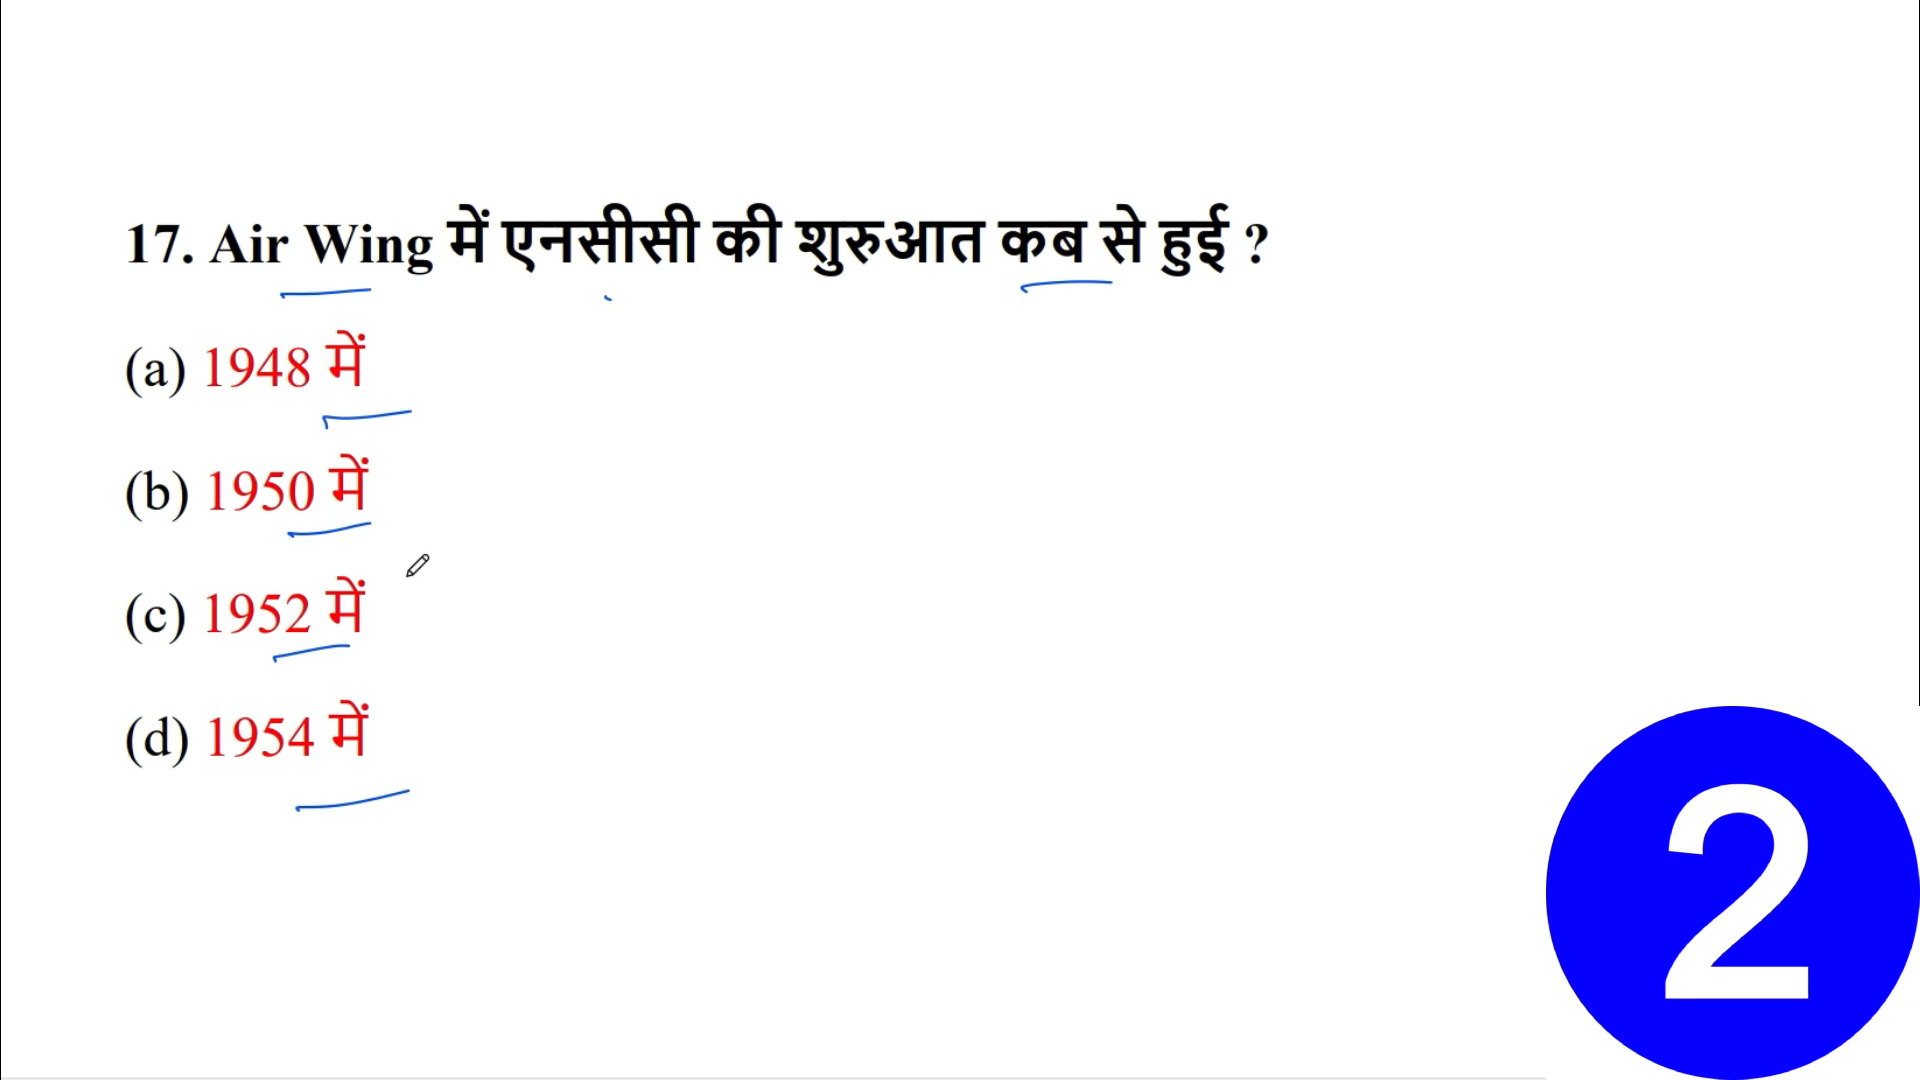 17. Air Wing में एनसीसी की शुरुआत कब से हुई ?
(a) 1948 में
(b) 1950 में
(c) 1952 में
(d) 1954 में
2